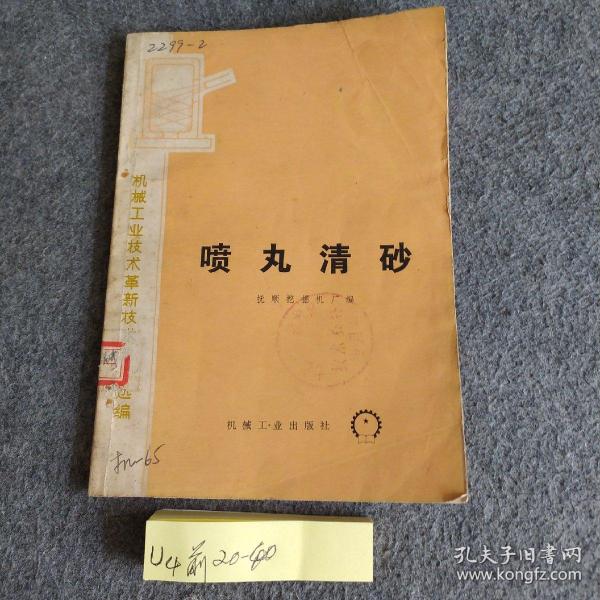 2299-2
机械工业技术革新技
选编
喷丸清砂
抚顺挖掘机厂编
机械工业出版社
U4前20-60
孔夫子旧书网
www.kongfz.com